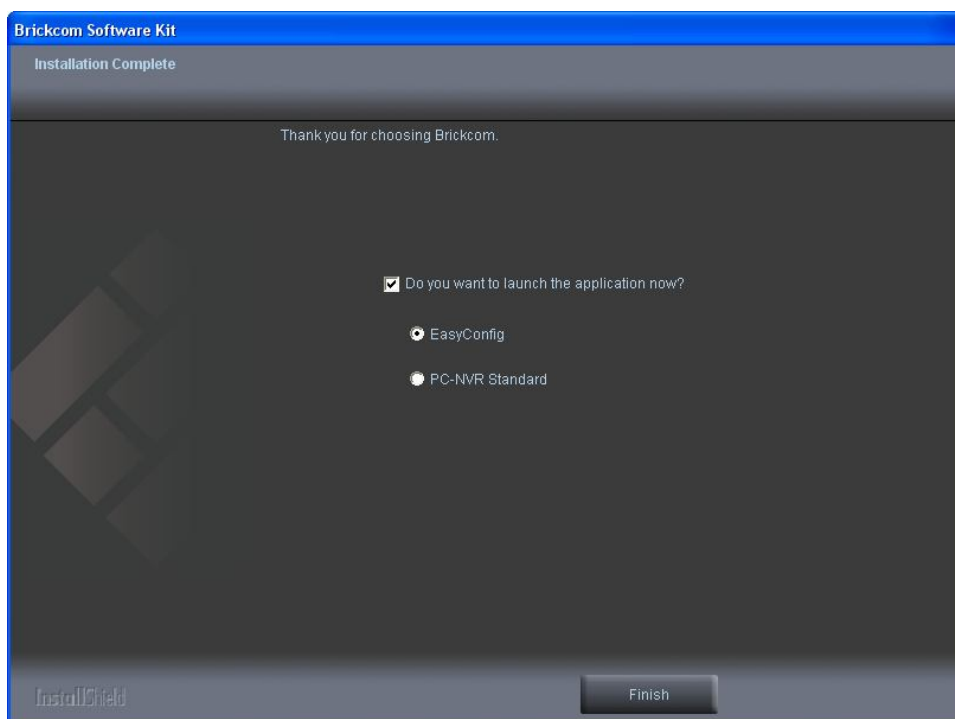 Brickcom Software Kit
Installation Complete
Thank you for choosing Brickcom.
Do you want to launch the application now?
EasyConfig
PC-NVR Standard
InstallShield
Finish